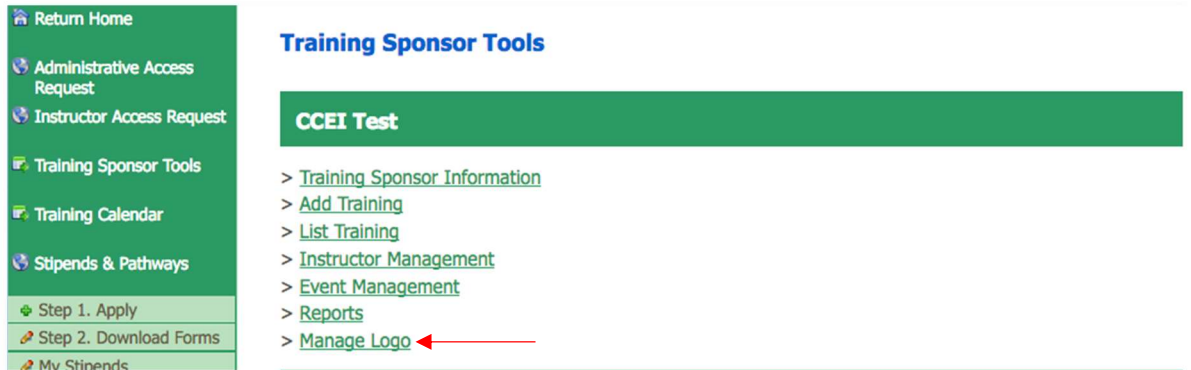 Return Home
Administrative Access
Request
Instructor Access Request
Training Sponsor Tools
Training Calendar
Stipends & Pathways
Step 1. Apply
Step 2. Download Forms
My Stipends
Training Sponsor Tools
CCEI Test
> Training Sponsor Information
> Add Training
> List Training
> Instructor Management
> Event Management
> Reports
> Manage Logo